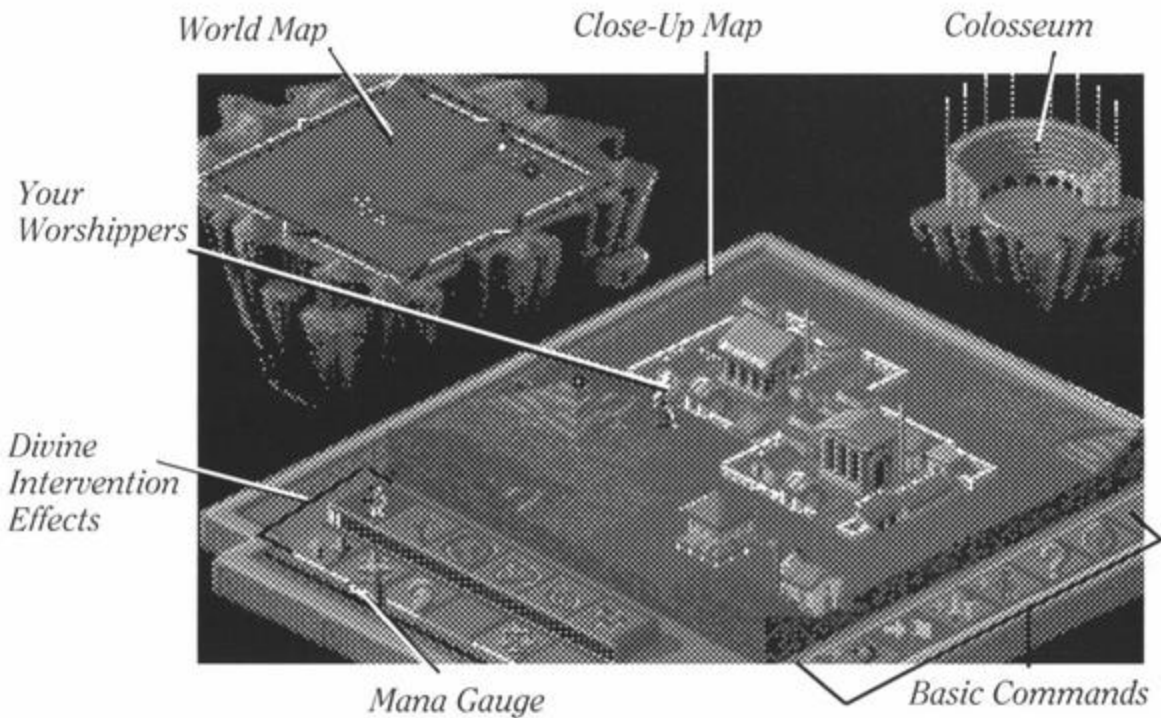 World Map
Close-Up Map
Colosseum
Your
Worshippers
Divine
Intervention
Effects
Mana Gauge
Basic Commands